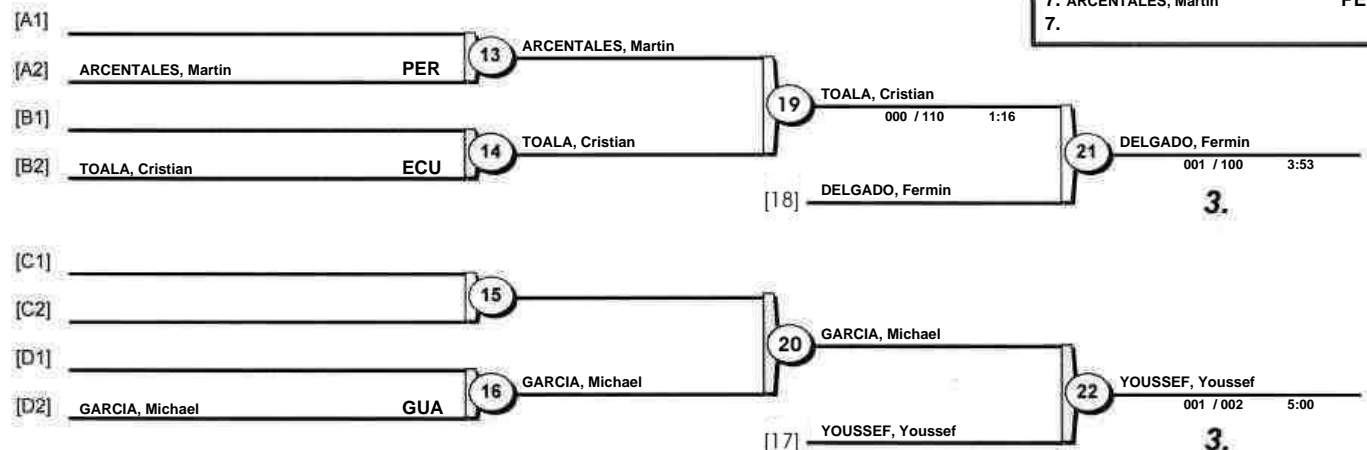 7. ARCENTALES, Martin PE
7.
[A1]
13 ARCENTALES, Martin
[A2] ARCENTALES, Martin PER
19 TOALA, Cristian
000 / 110 1:16
[B1]
14 TOALA, Cristian
21 DELGADO, Fermin
001 / 100 3:53
[B2] TOALA, Cristian ECU
[18] DELGADO, Fermin
3.
[C1]
15
[C2]
20 GARCIA, Michael
[D1]
16 GARCIA, Michael
22 YOUSSEF, Youssef
001 / 002 5:00
[D2] GARCIA, Michael GUA
[17] YOUSSEF, Youssef
3.